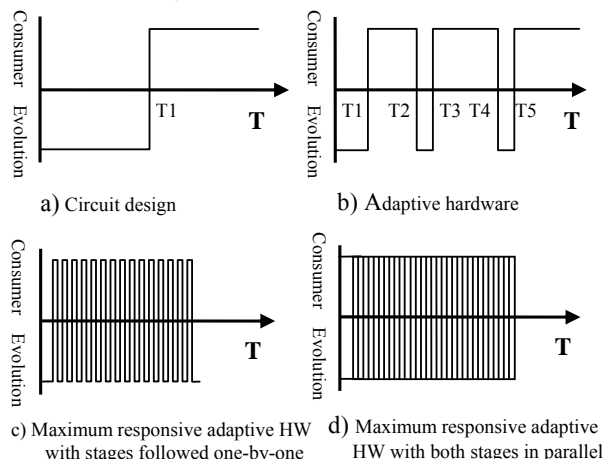 Consumer
Evolution
T1
T
a) Circuit design
Consumer
Evolution
T1 T2 T3 T4 T5
T
b) Adaptive hardware
Consumer
Evolution
T
c) Maximum responsive adaptive HW
with stages followed one-by-one
Consumer
Evolution
T
d) Maximum responsive adaptive
HW with both stages in parallel